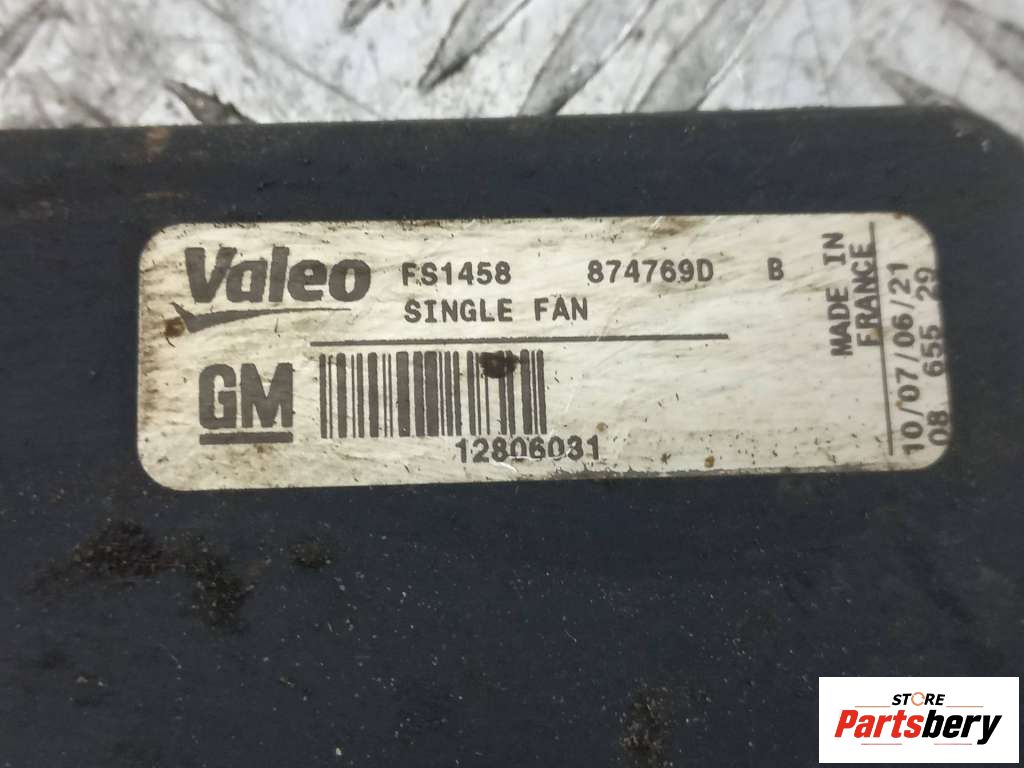 Valeo FS1458 874769D B
SINGLE FAN
GM
12806031
MADE IN
FRANCE
10/07/06/21
08 655 29
STORE
Partsbery